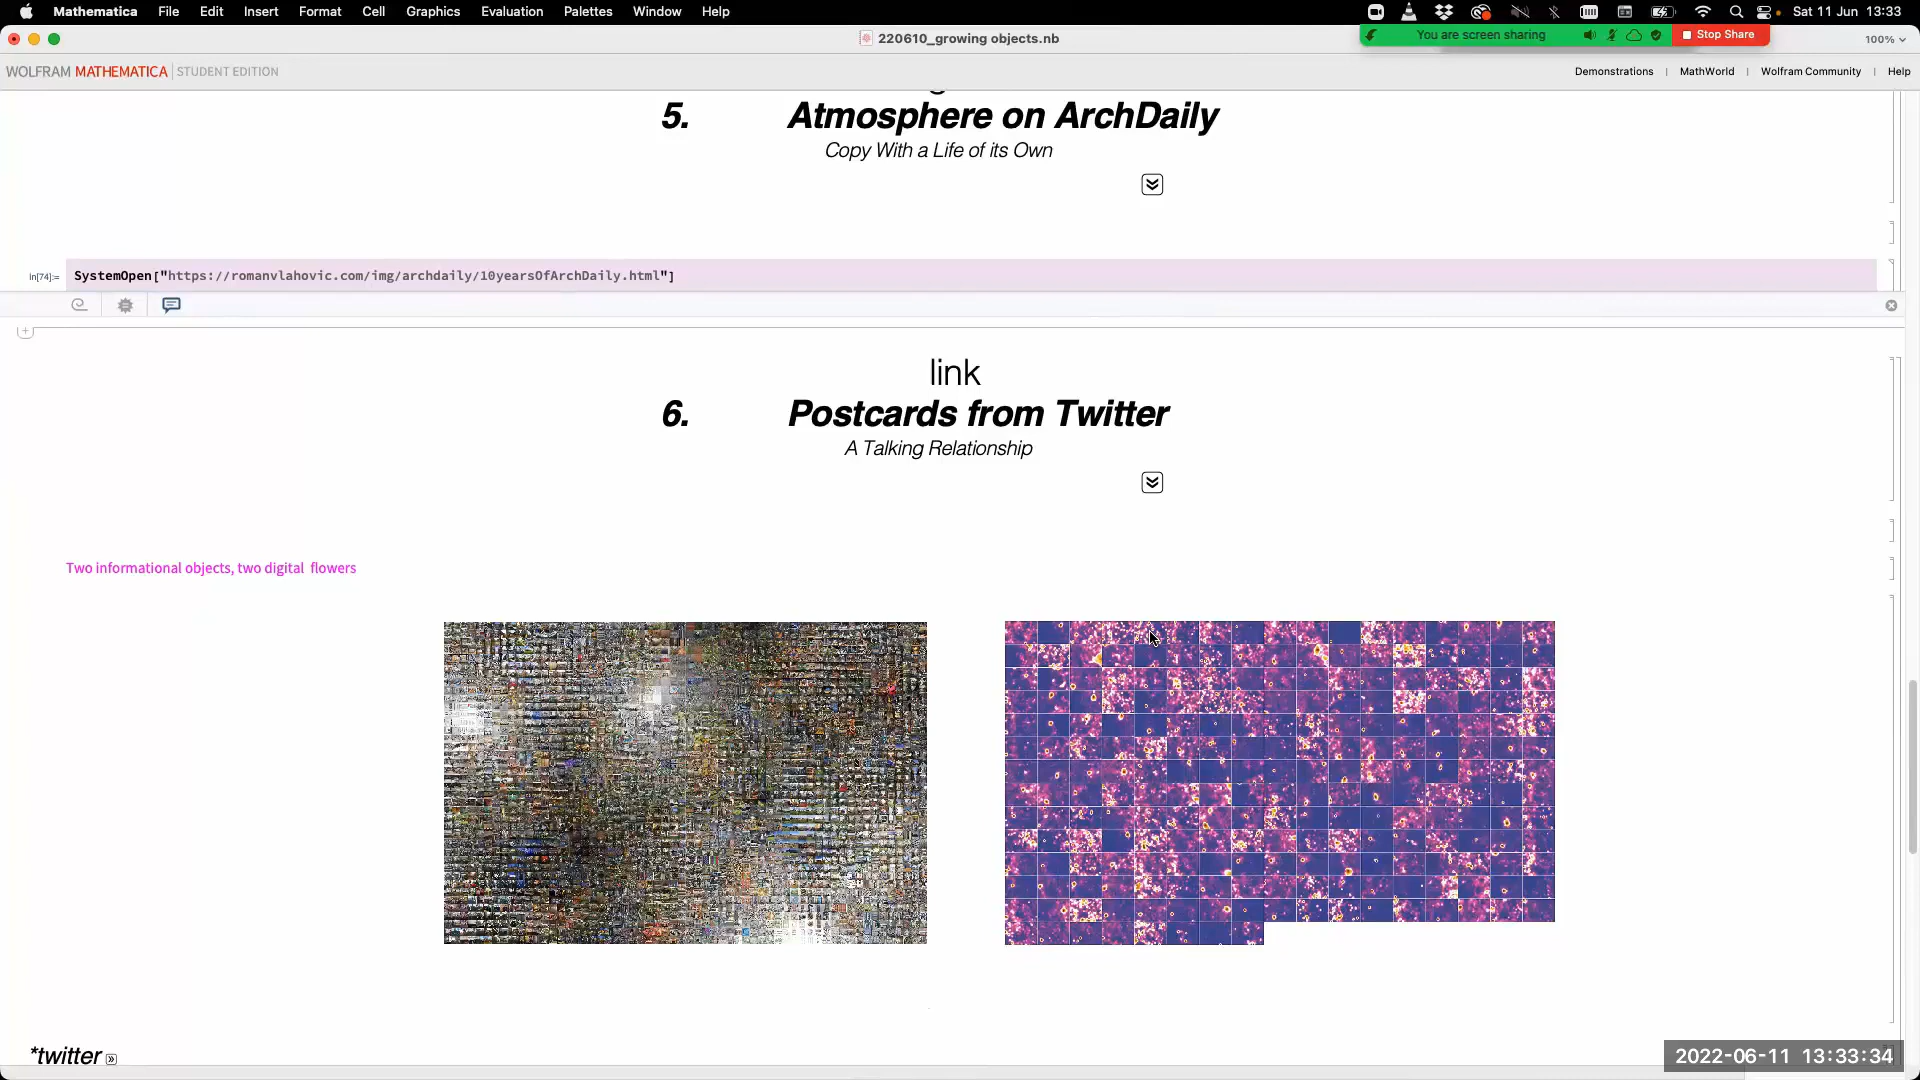 Mathematica File Edit Insert Format Cell Graphics Evaluation Palettes Window Help Sat 11 Jun 13:33
220610_growing objects.nb
You are screen sharing Stop Share
100%
WOLFRAM MATHEMATICA STUDENT EDITION
Demonstrations | MathWorld | Wolfram Community | Help
5. Atmosphere on ArchDaily
Copy With a Life of its Own
In[74]:= SystemOpen["https://romanvlahovic.com/img/archdaily/10yearsOfArchDaily.html"]
link
6. Postcards from Twitter
A Talking Relationship
Two informational objects, two digital flowers
*twitter
2022-06-11 13:33:34